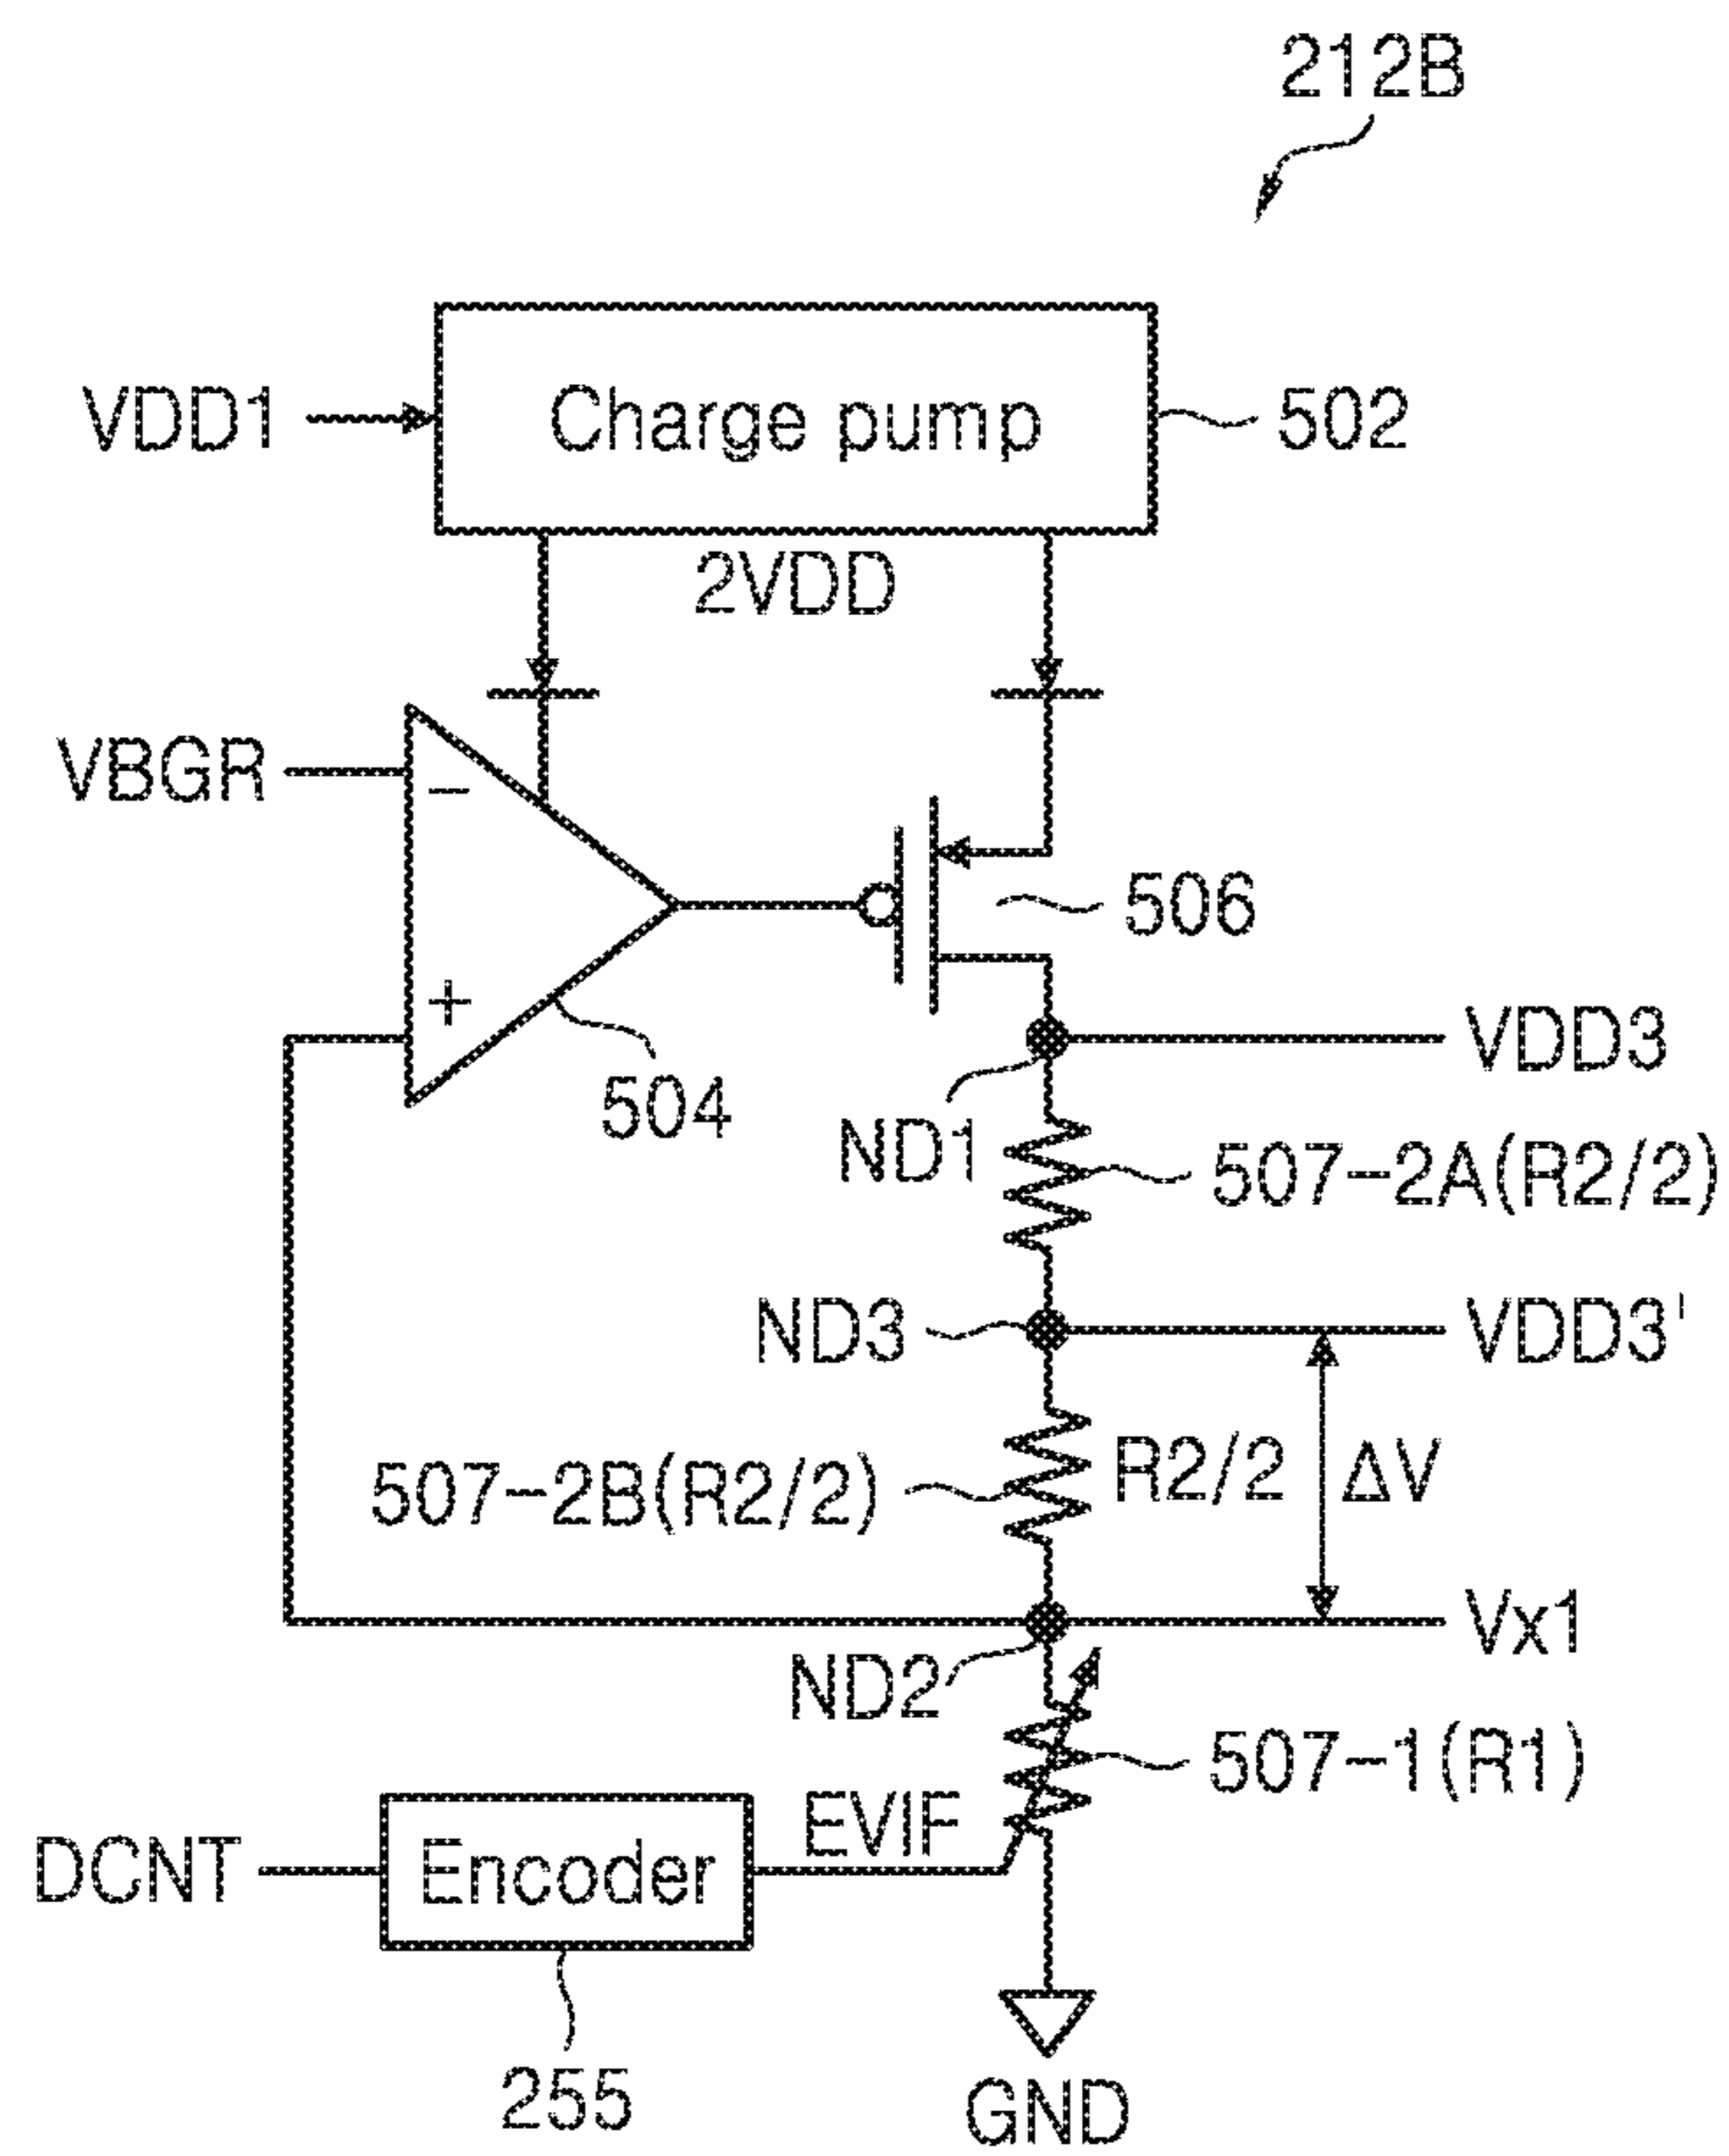 212B
VDD1
Charge pump
502
2VDD
VBGR
−
+
504
506
VDD3
ND1
507-2A(R2/2)
ND3
VDD3'
507-2B(R2/2)
R2/2
ΔV
Vx1
ND2
507-1(R1)
DCNT
Encoder
EVIF
255
GND